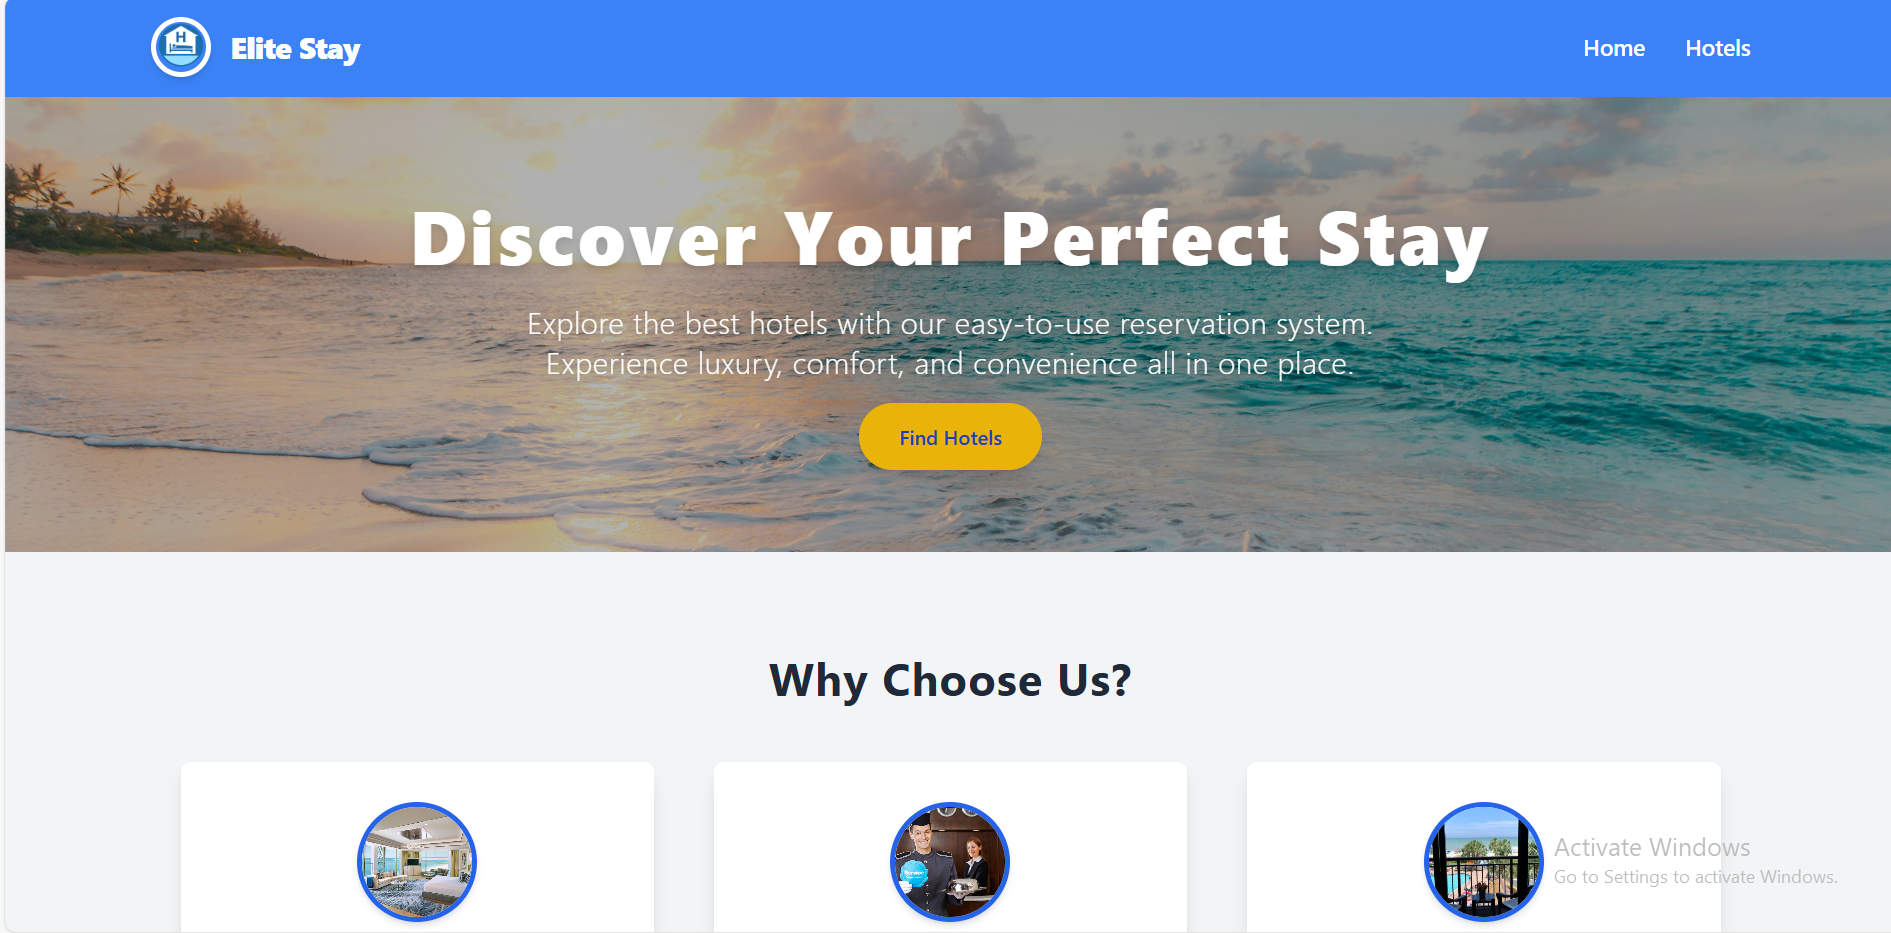 H
Elite Stay
Home
Hotels
Discover Your Perfect Stay
Explore the best hotels with our easy-to-use reservation system.
Experience luxury, comfort, and convenience all in one place.
Find Hotels
Why Choose Us?
Service
Activate Windows
Go to Settings to activate Windows.